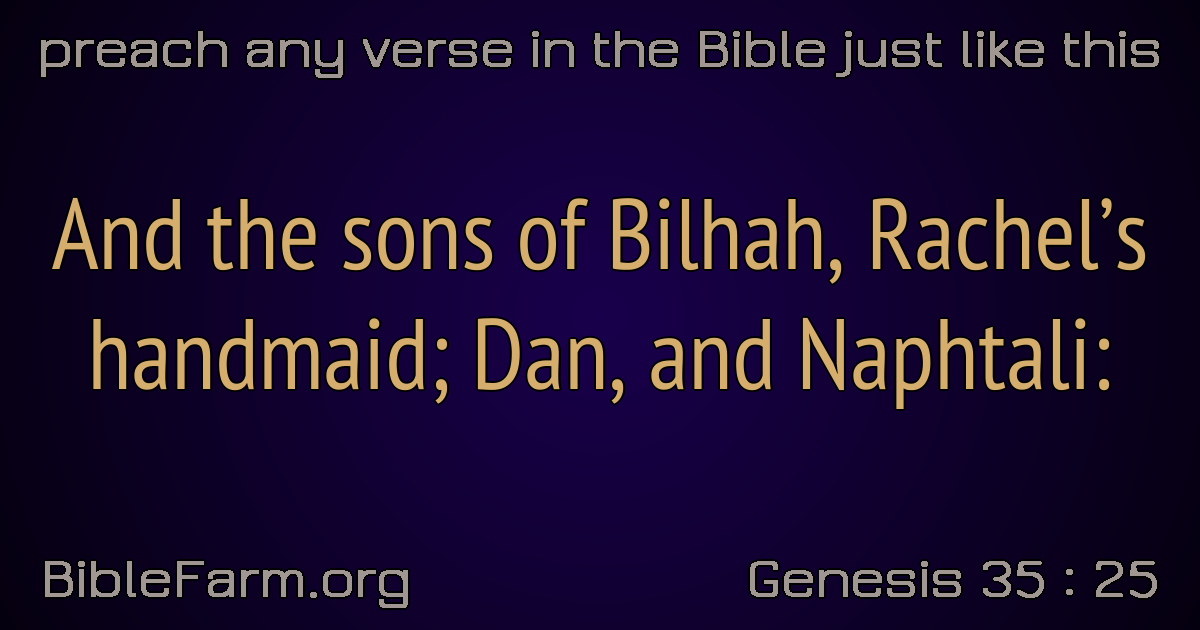 preach any verse in the Bible just like this
And the sons of Bilhah, Rachel’s
handmaid; Dan, and Naphtali:
BibleFarm.org
Genesis 35 : 25